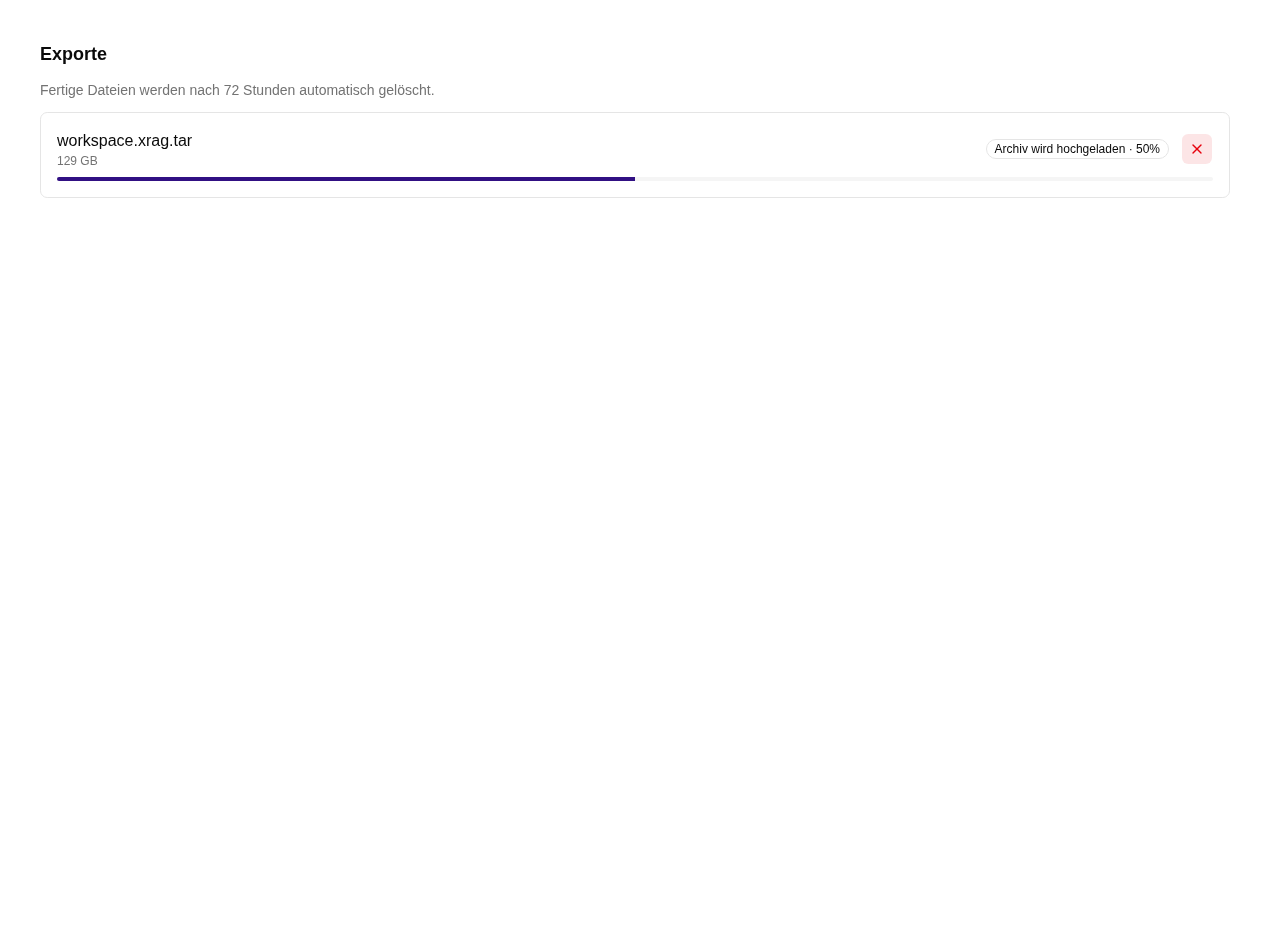 Exporte
Fertige Dateien werden nach 72 Stunden automatisch gelöscht.
workspace.xrag.tar
129 GB
Archiv wird hochgeladen · 50%